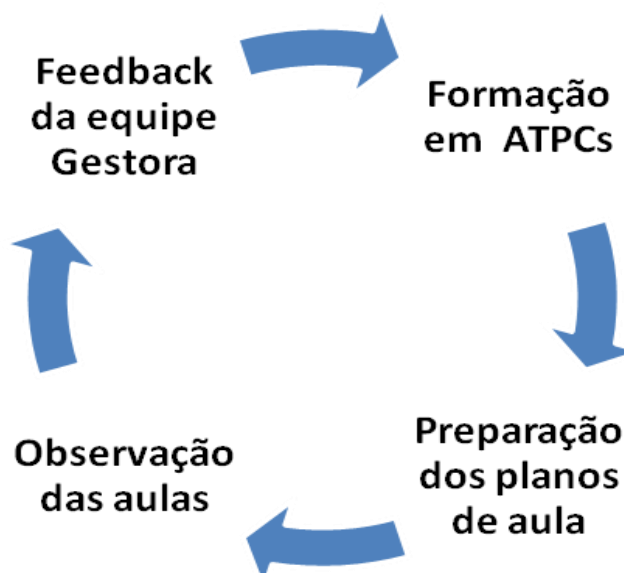 Feedback
da equipe
Gestora
Formação
em ATPCs
Preparação
dos planos
de aula
Observação
das aulas